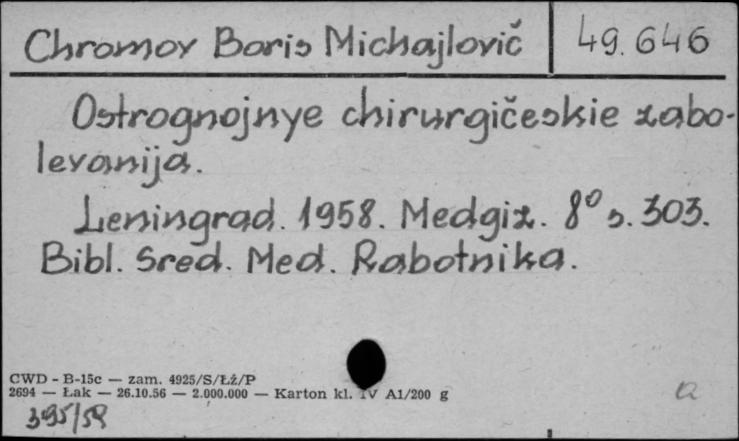 Chromov Boris Michajlovič 49.646
Ostrognojnye chirurgičeskie zabo-
levanija.
Leningrad. 1958. Medgiz. 8° s. 303.
Bibl. Sred. Med. Rabotnika.
CWD - B-15c — zam. 4925/S/Łż/P
2694 — Łak — 26.10.56 — 2.000.000 — Karton kl. IV A1/200 g
395/59